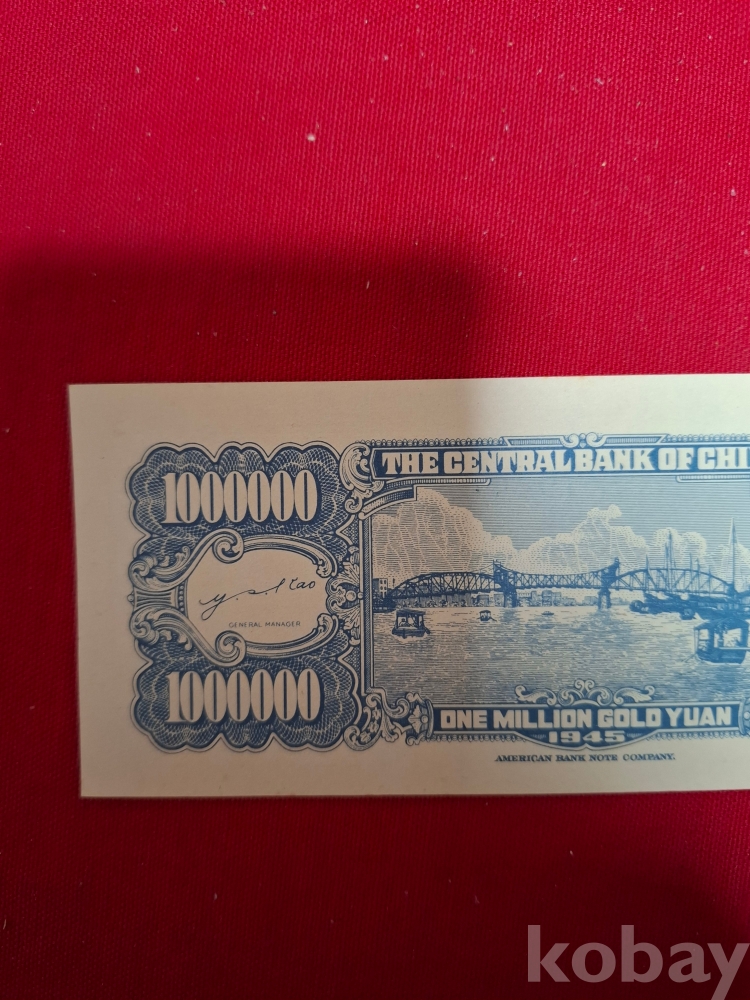 THE CENTRAL BANK OF CHI
1000000
GENERAL MANAGER
1000000
ONE MILLION GOLD YUAN
1945
AMERICAN BANK NOTE COMPANY.
kobay